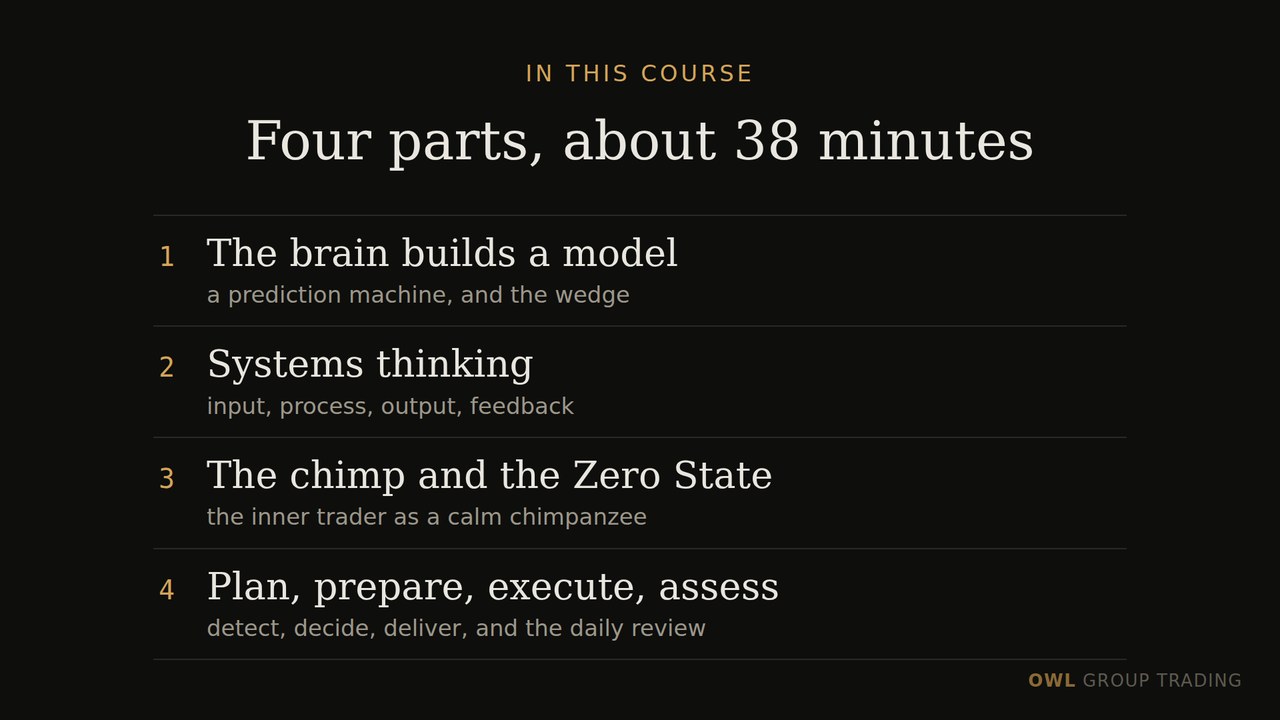 IN THIS COURSE
Four parts, about 38 minutes
1 The brain builds a model
a prediction machine, and the wedge
2 Systems thinking
input, process, output, feedback
3 The chimp and the Zero State
the inner trader as a calm chimpanzee
4 Plan, prepare, execute, assess
detect, decide, deliver, and the daily review
OWL GROUP TRADING